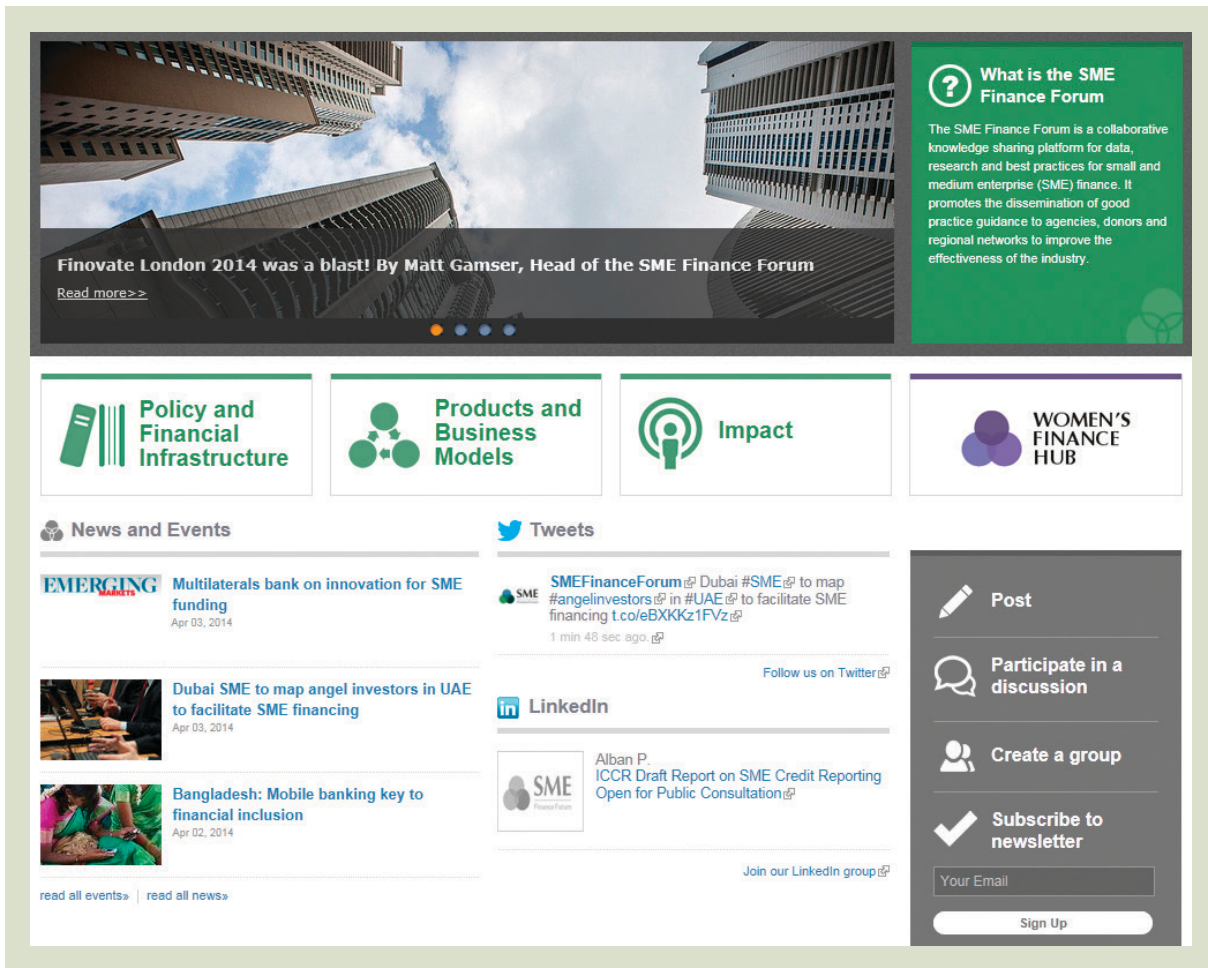 Finovate London 2014 was a blast! By Matt Gamser, Head of the SME Finance Forum
Read more>>
?
What is the SME
Finance Forum
The SME Finance Forum is a collaborative
knowledge sharing platform for data,
research and best practices for small and
medium enterprise (SME) finance. It
promotes the dissemination of good
practice guidance to agencies, donors and
regional networks to improve the
effectiveness of the industry.
Policy and
Financial
Infrastructure
Products and
Business
Models
Impact
WOMEN'S
FINANCE
HUB
News and Events
EMERGING
MARKETS
Multilaterals bank on innovation for SME
funding
Apr 03, 2014
Dubai SME to map angel investors in UAE
to facilitate SME financing
Apr 03, 2014
Bangladesh: Mobile banking key to
financial inclusion
Apr 02, 2014
read all events» | read all news»
Tweets
SME
SMEFinanceForum Dubai #SME to map
#angelinvestors in #UAE to facilitate SME
financing t.co/eBXKKz1FVz
1 min 48 sec ago.
Follow us on Twitter
in LinkedIn
SME
Finance Forum
Alban P.
ICCR Draft Report on SME Credit Reporting
Open for Public Consultation
Join our LinkedIn group
Post
Participate in a
discussion
Create a group
Subscribe to
newsletter
Your Email
Sign Up